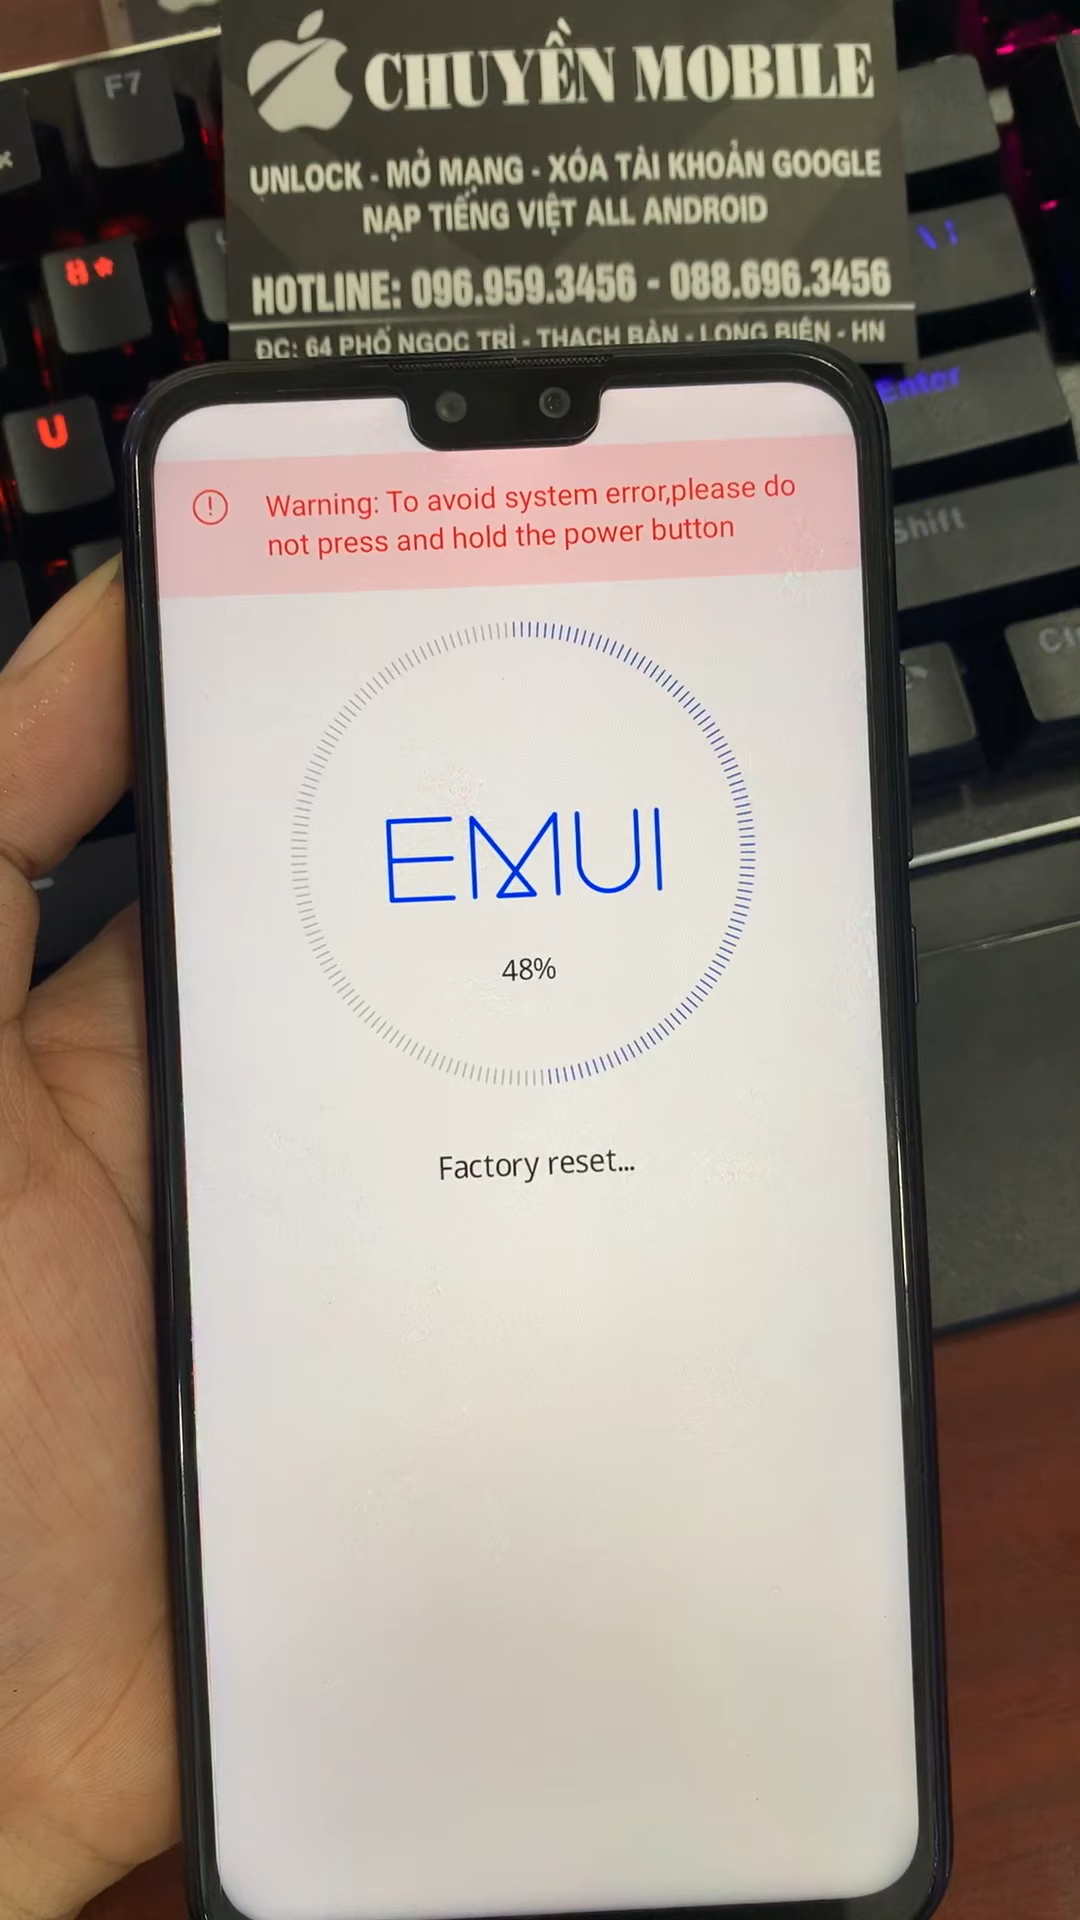 CHUYỀN MOBILE
UNLOCK - MỞ MẠNG - XÓA TÀI KHOẢN GOOGLE
NẠP TIẾNG VIỆT ALL ANDROID
HOTLINE: 096.959.3456 - 088.696.3456
ĐC: 64 PHỐ NGỌC TRÌ - THẠCH BÀN - LONG BIÊN - HN
F7
8 *
U
\ ;
Enter
Shift
Warning: To avoid system error,please do
not press and hold the power button
EMUI
48%
Factory reset...